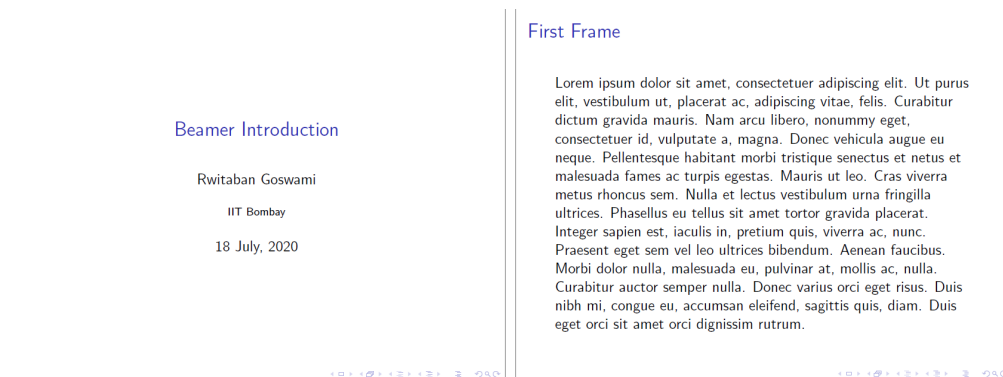 Beamer Introduction
Rwitaban Goswami
IIT Bombay
18 July, 2020
First Frame
Lorem ipsum dolor sit amet, consectetuer adipiscing elit. Ut purus
elit, vestibulum ut, placerat ac, adipiscing vitae, felis. Curabitur
dictum gravida mauris. Nam arcu libero, nonummy eget,
consectetuer id, vulputate a, magna. Donec vehicula augue eu
neque. Pellentesque habitant morbi tristique senectus et netus et
malesuada fames ac turpis egestas. Mauris ut leo. Cras viverra
metus rhoncus sem. Nulla et lectus vestibulum urna fringilla
ultrices. Phasellus eu tellus sit amet tortor gravida placerat.
Integer sapien est, iaculis in, pretium quis, viverra ac, nunc.
Praesent eget sem vel leo ultrices bibendum. Aenean faucibus.
Morbi dolor nulla, malesuada eu, pulvinar at, mollis ac, nulla.
Curabitur auctor semper nulla. Donec varius orci eget risus. Duis
nibh mi, congue eu, accumsan eleifend, sagittis quis, diam. Duis
eget orci sit amet orci dignissim rutrum.